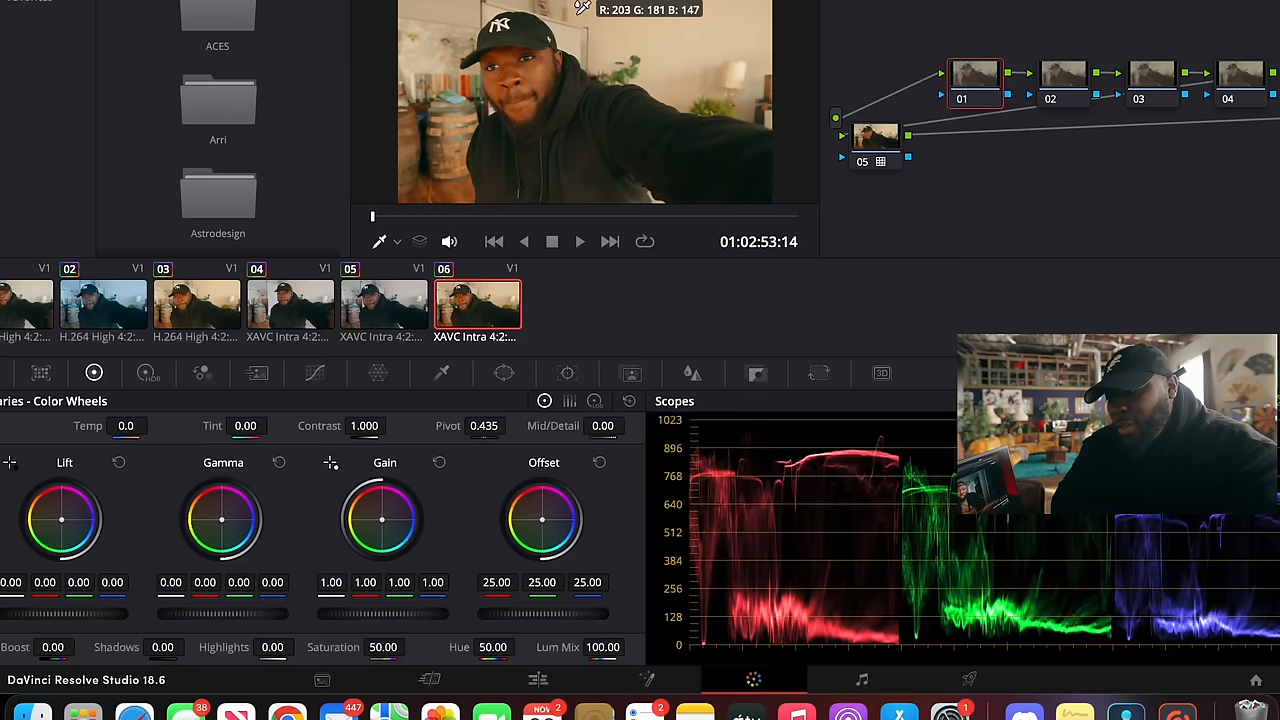 R: 203 G: 181 B: 147
ACES
Arri
Astrodesign
01 02 03 04
05
01:02:53:14
V1 02 V1 03 V1 04 V1 05 V1 06 V1
High 4:2:... H.264 High 4:2:... H.264 High 4:2:... XAVC Intra 4:2:... XAVC Intra 4:2:... XAVC Intra 4:2:...
HDR
3D
aries - Color Wheels
LOG
Scopes
Temp 0.0 Tint 0.00 Contrast 1.000 Pivot 0.435 Mid/Detail 0.00
Lift Gamma Gain Offset
0.00 0.00 0.00 0.00 0.00 0.00 0.00 0.00 1.00 1.00 1.00 1.00 25.00 25.00 25.00
Boost 0.00 Shadows 0.00 Highlights 0.00 Saturation 50.00 Hue 50.00 Lum Mix 100.00
1023
896
768
640
512
384
256
128
0
DaVinci Resolve Studio 18.6
38
447
NOV
2
2
1